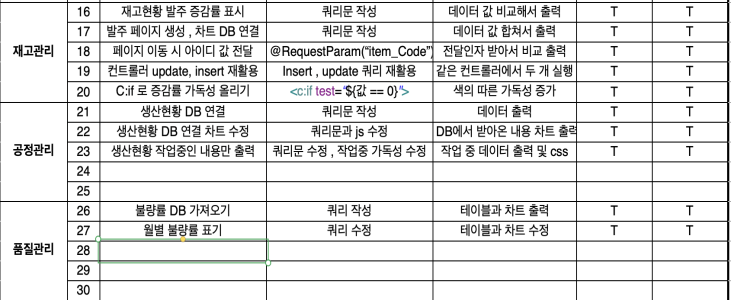 16 재고현황 발주 증감률 표시 쿼리문 작성 데이터 값 비교해서 출력 T T
17 발주 페이지 생성 , 차트 DB 연결 쿼리문 작성 데이터 값 합쳐서 출력 T T
재고관리 18 페이지 이동 시 아이디 값 전달 @RequestParam("item_Code") 전달인자 받아서 비교 출력 T T
19 컨트롤러 update, insert 재활용 Insert , update 쿼리 재활용 같은 컨트롤러에서 두 개 실행 T T
20 C:if 로 증감률 가독성 올리기 <c:if test="${값 == 0}"> 색의 따른 가독성 증가 T T
21 생산현황 DB 연결 쿼리문 작성 데이터 출력 T T
22 생산현황 DB 연결 차트 수정 쿼리문과 js 수정 DB에서 받아온 내용 차트 출력 T T
공정관리 23 생산현황 작업중인 내용만 출력 쿼리문 수정 , 작업중 가독성 수정 작업 중 데이터 출력 및 css T T
24
25
26 불량률 DB 가져오기 쿼리 작성 테이블과 차트 출력 T T
27 월별 불량률 표기 쿼리 수정 테이블과 차트 수정 T T
품질관리 28
29
30